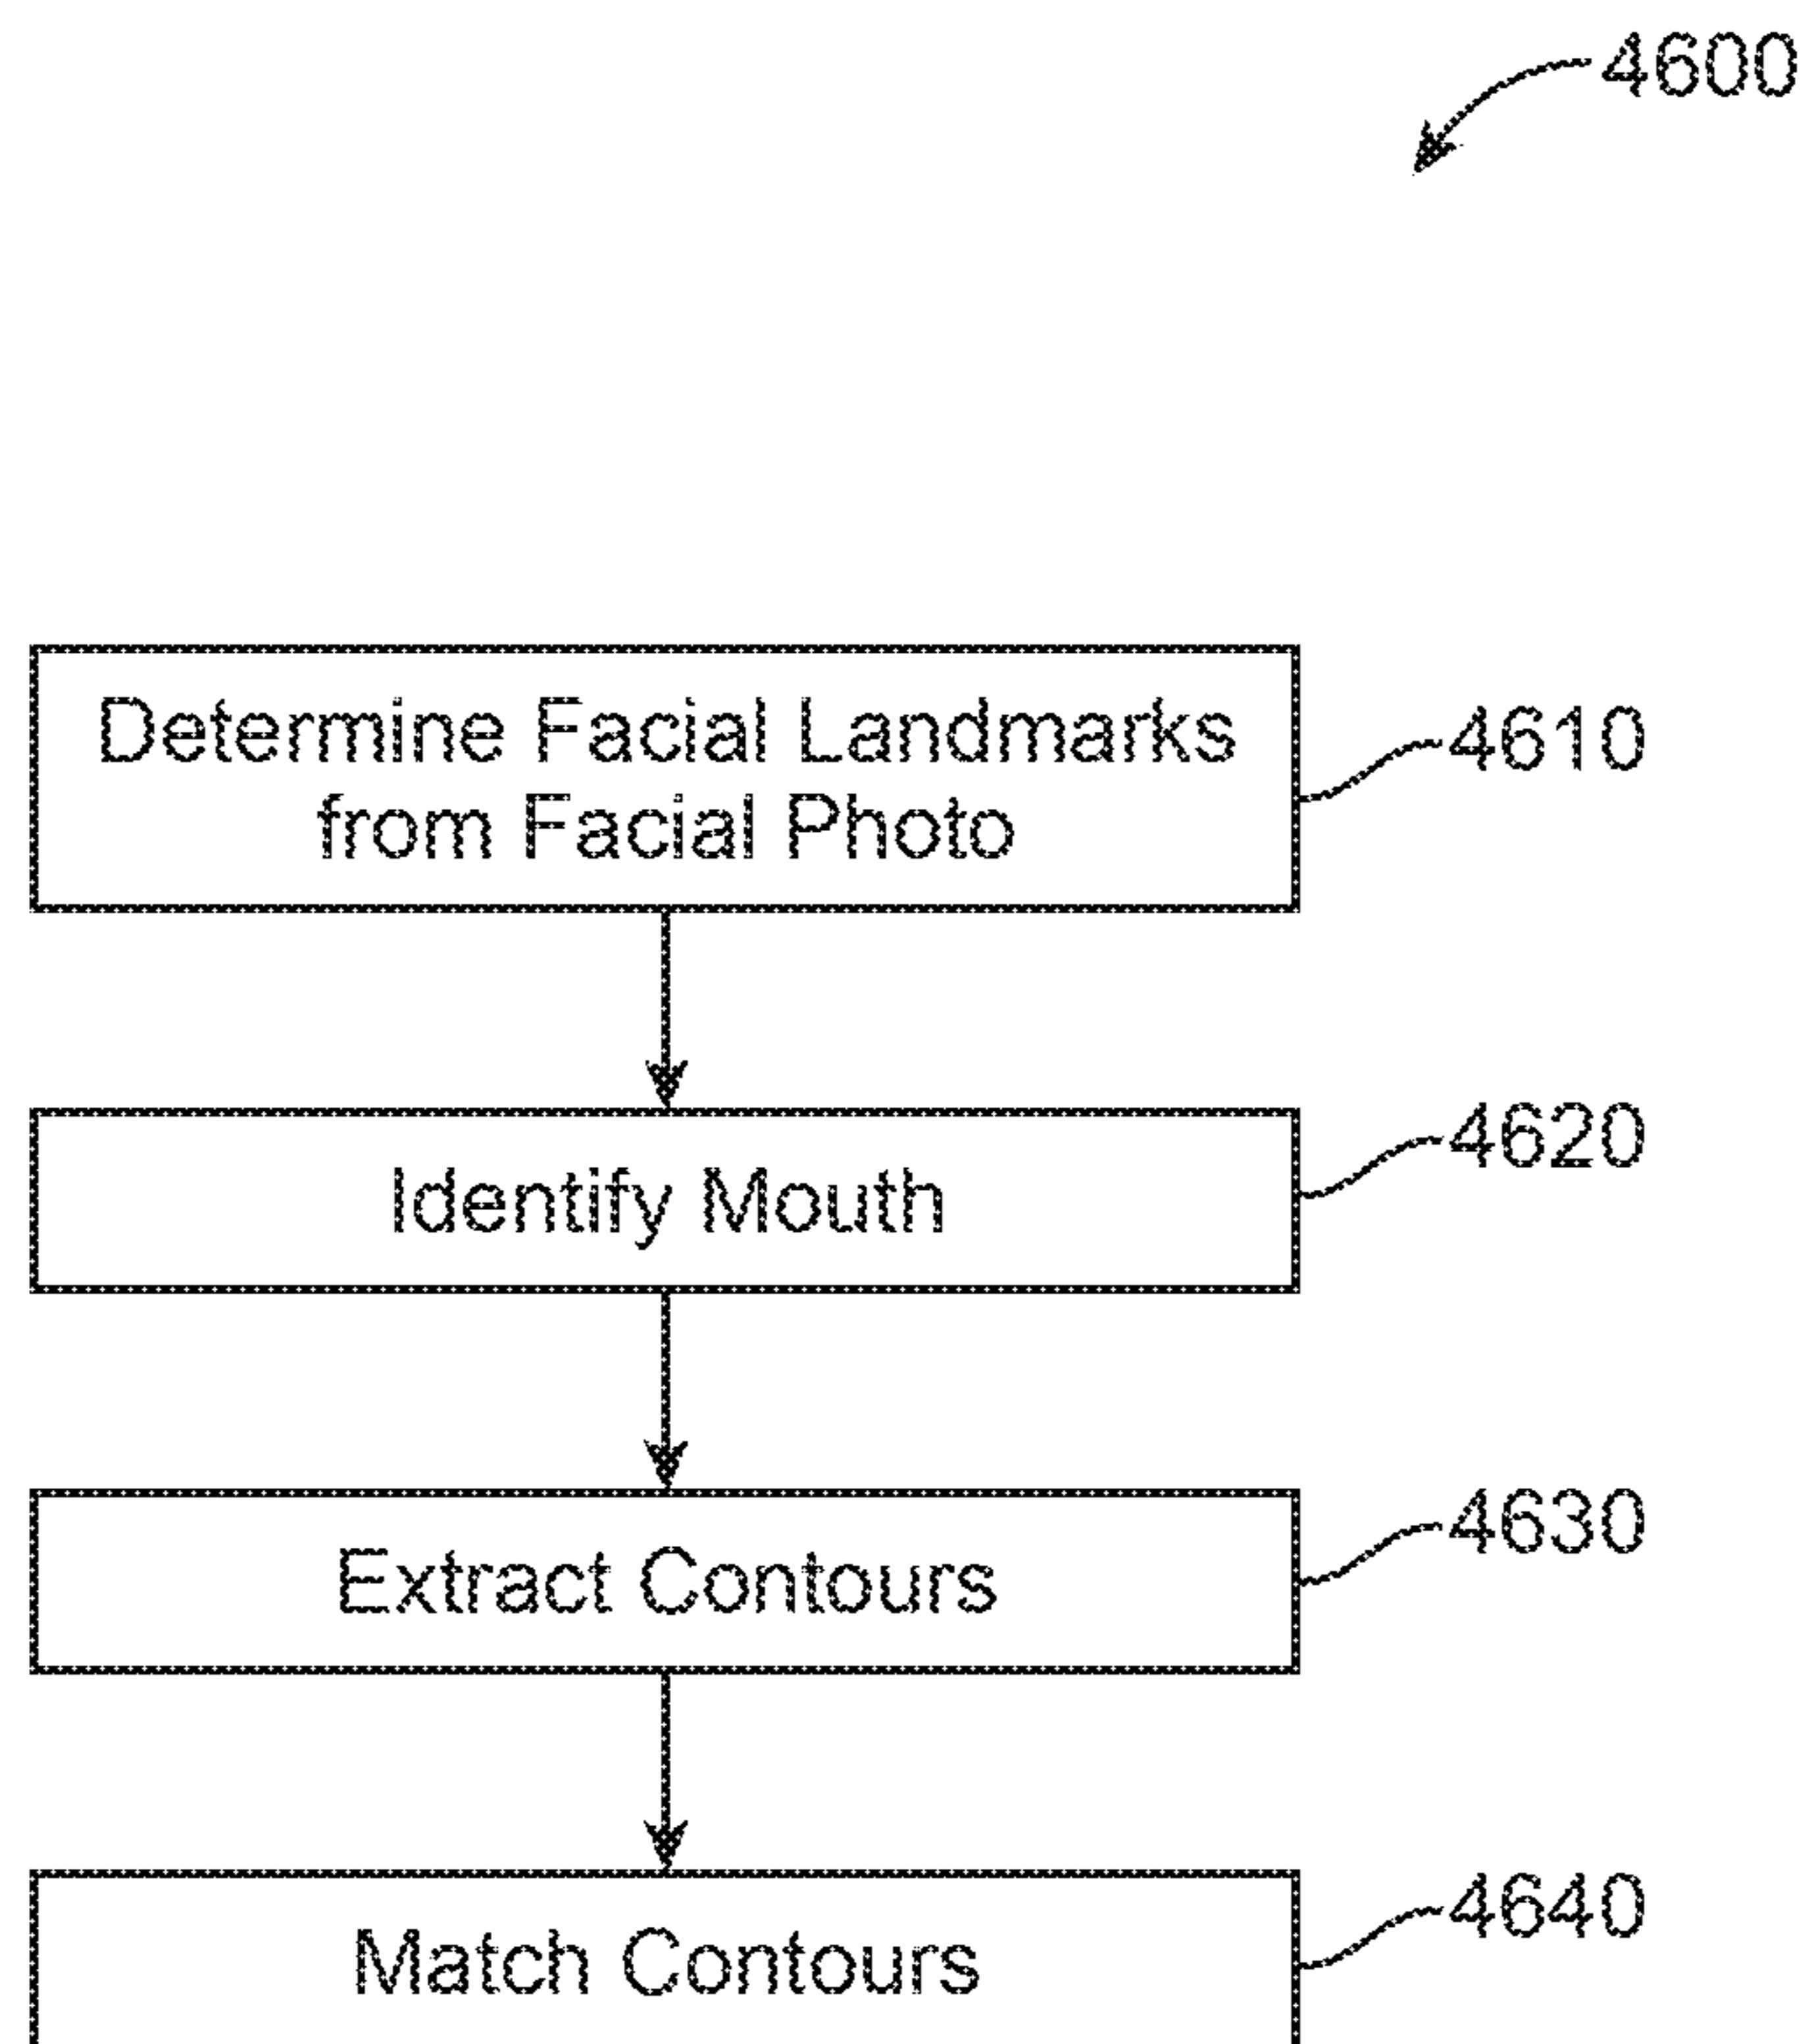 4600
Determine Facial Landmarks
from Facial Photo
4610
Identify Mouth
4620
Extract Contours
4630
Match Contours
4640